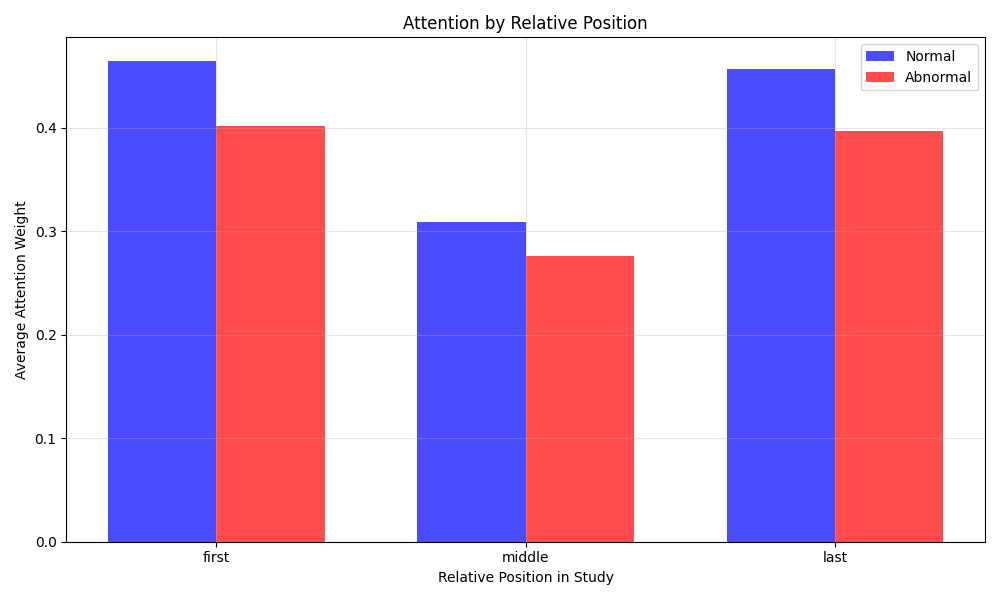 Attention by Relative Position
Normal
Abnormal
Average Attention Weight
0.4
0.3
0.2
0.1
0.0
first
middle
last
Relative Position in Study